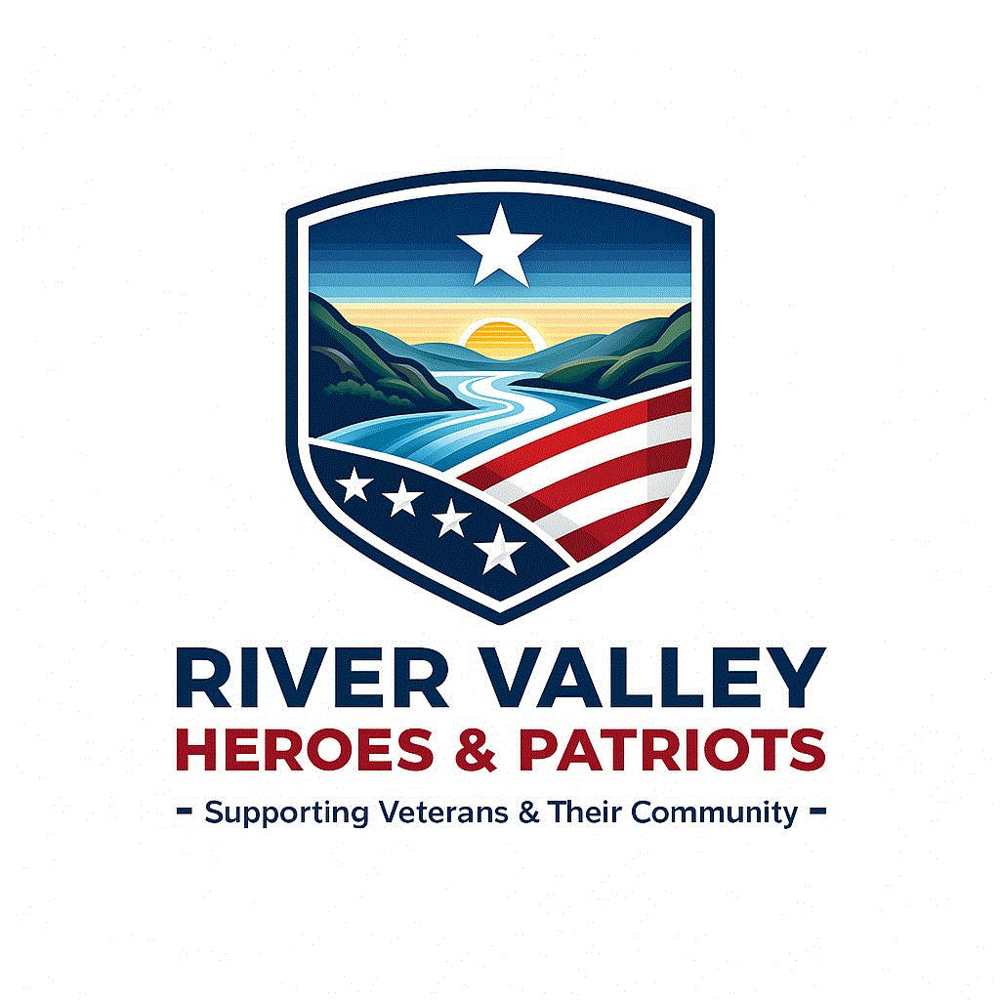 RIVER VALLEY
HEROES & PATRIOTS
- Supporting Veterans & Their Community -